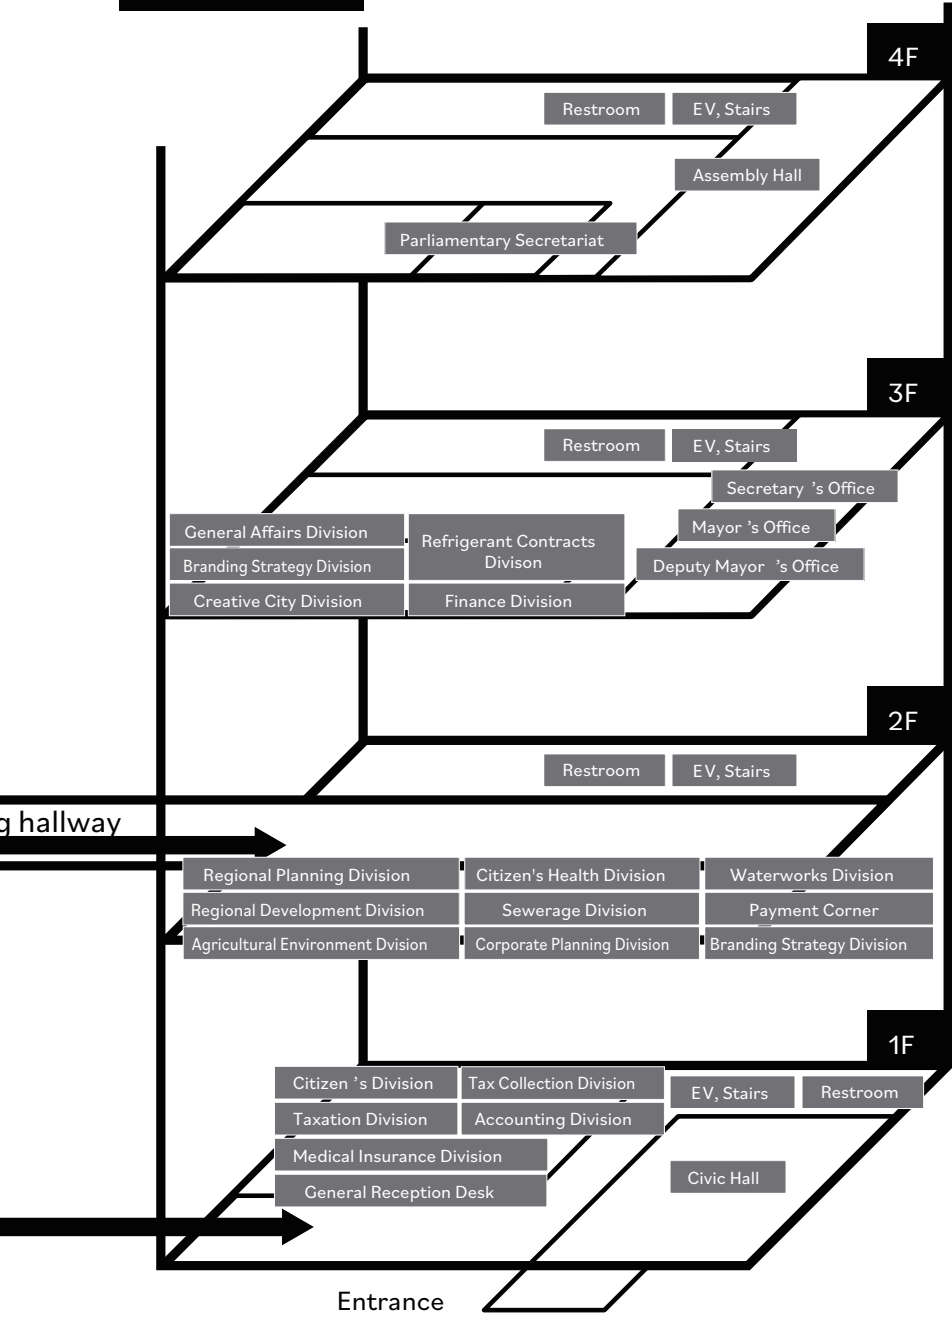 4F
Restroom
EV, Stairs
Assembly Hall
Parliamentary Secretariat
3F
Restroom
EV, Stairs
Secretary 's Office
Mayor 's Office
Deputy Mayor 's Office
General Affairs Division
Branding Strategy Division
Creative City Division
Refrigerant Contracts
Divison
Finance Division
2F
Restroom
EV, Stairs
hallway
Regional Planning Division
Citizen's Health Division
Waterworks Division
Regional Development Division
Sewerage Division
Payment Corner
Agricultural Environment Dvision
Corporate Planning Division
Branding Strategy Division
1F
Citizen 's Division
Tax Collection Division
EV, Stairs
Restroom
Taxation Division
Accounting Division
Medical Insurance Division
General Reception Desk
Civic Hall
Entrance